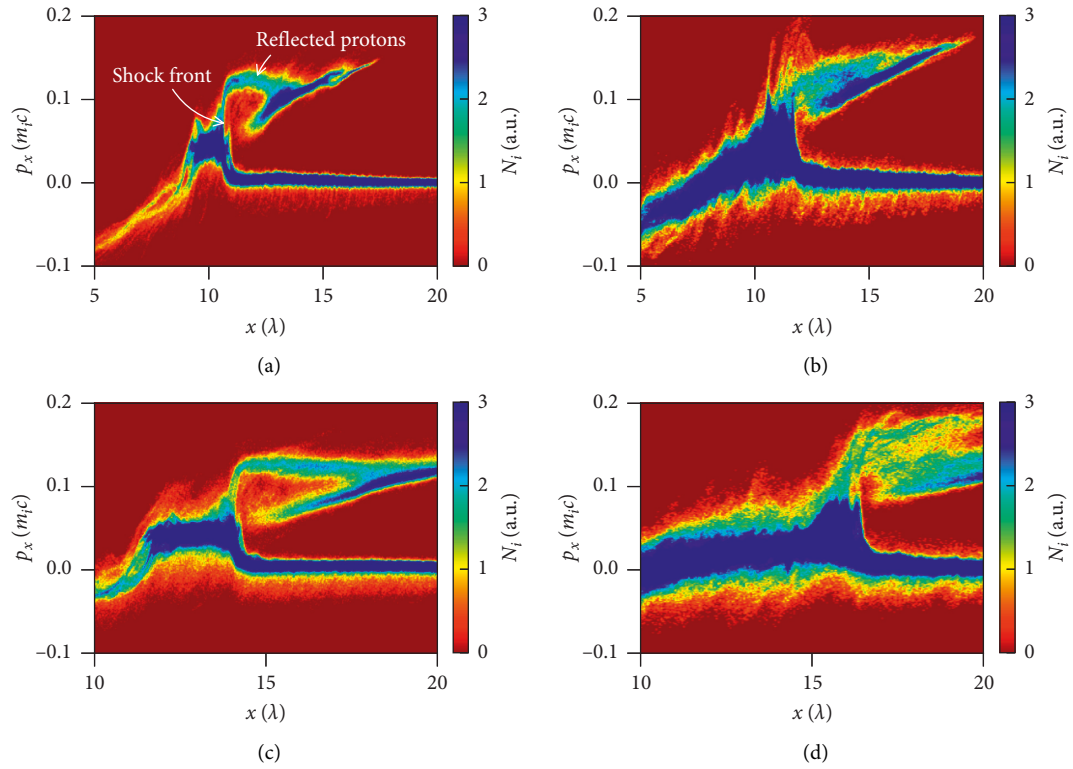 0.2
0.1
0.0
–0.1
p_x (m_i c)
Reflected protons
Shock front
5
10
15
20
x (λ)
3
2
1
0
N_i (a.u.)
(a)
0.2
0.1
0.0
–0.1
p_x (m_i c)
5
10
15
20
x (λ)
3
2
1
0
N_i (a.u.)
(b)
0.2
0.1
0.0
–0.1
p_x (m_i c)
10
15
20
x (λ)
3
2
1
0
N_i (a.u.)
(c)
0.2
0.1
0.0
–0.1
p_x (m_i c)
10
15
20
x (λ)
3
2
1
0
N_i (a.u.)
(d)